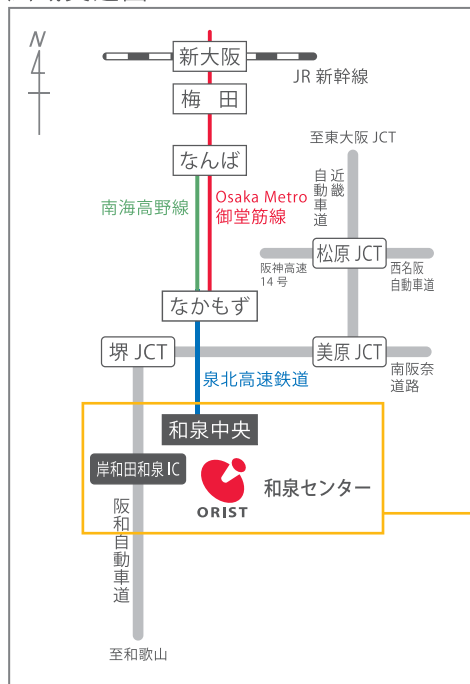 N
新大阪
JR 新幹線
梅 田
至東大阪 JCT
なんば
近畿
自動車道
南海高野線
Osaka Metro
御堂筋線
松原 JCT
阪神高速
14 号
西名阪
自動車道
なかもず
堺 JCT
美原 JCT
泉北高速鉄道
南阪奈
道路
和泉中央
岸和田和泉 IC
和泉センター
ORIST
阪和自動車道
至和歌山